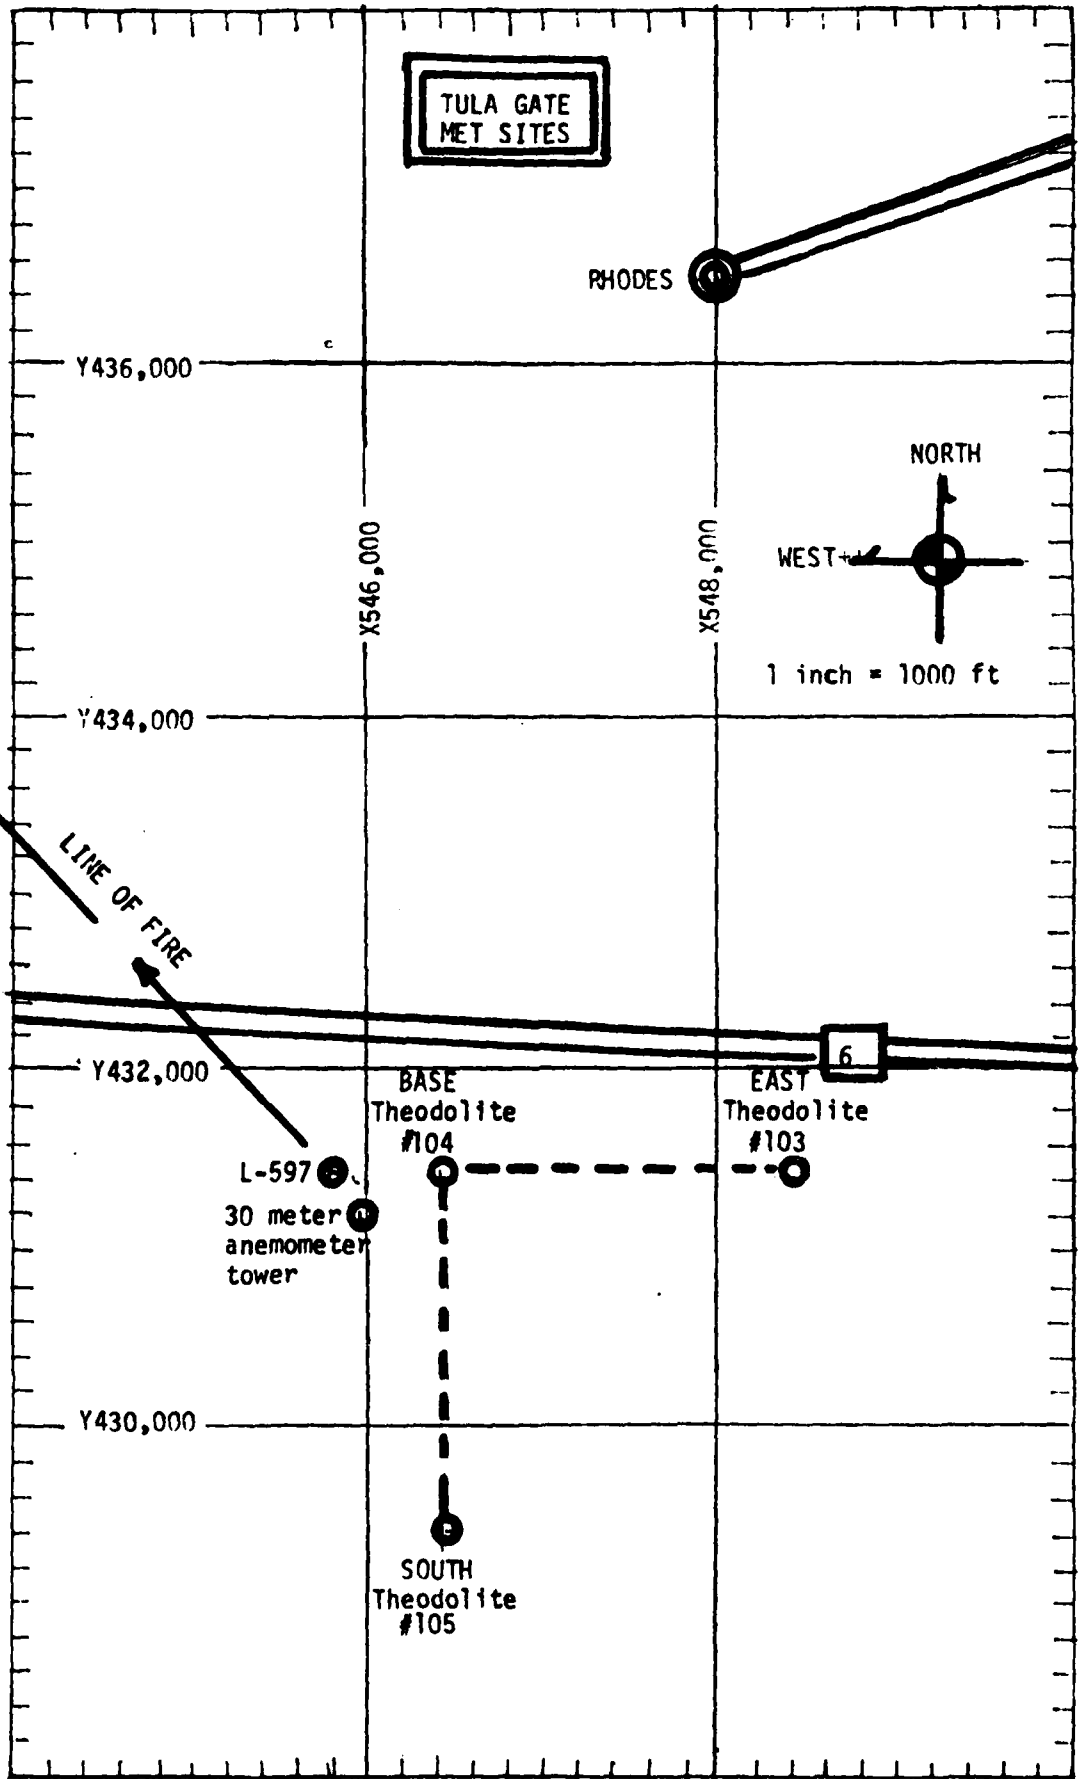 TULA GATE
MET SITES
RHODES
Y436,000
NORTH
X546,000
X548,000
WEST
1 inch = 1000 ft
Y434,000
LINE OF FIRE
6
Y432,000
BASE
Theodolite
#104
EAST
Theodolite
#103
L-597
30 meter
anemometer
tower
Y430,000
SOUTH
Theodolite
#105